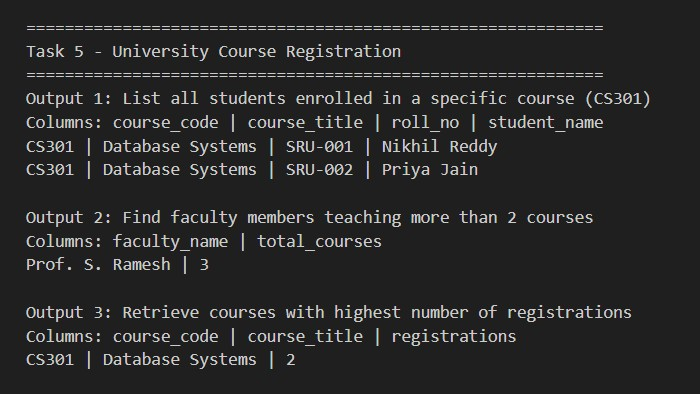 ============================================================
Task 5 - University Course Registration
============================================================
Output 1: List all students enrolled in a specific course (CS301)
Columns: course_code | course_title | roll_no | student_name
CS301 | Database Systems | SRU-001 | Nikhil Reddy
CS301 | Database Systems | SRU-002 | Priya Jain

Output 2: Find faculty members teaching more than 2 courses
Columns: faculty_name | total_courses
Prof. S. Ramesh | 3

Output 3: Retrieve courses with highest number of registrations
Columns: course_code | course_title | registrations
CS301 | Database Systems | 2